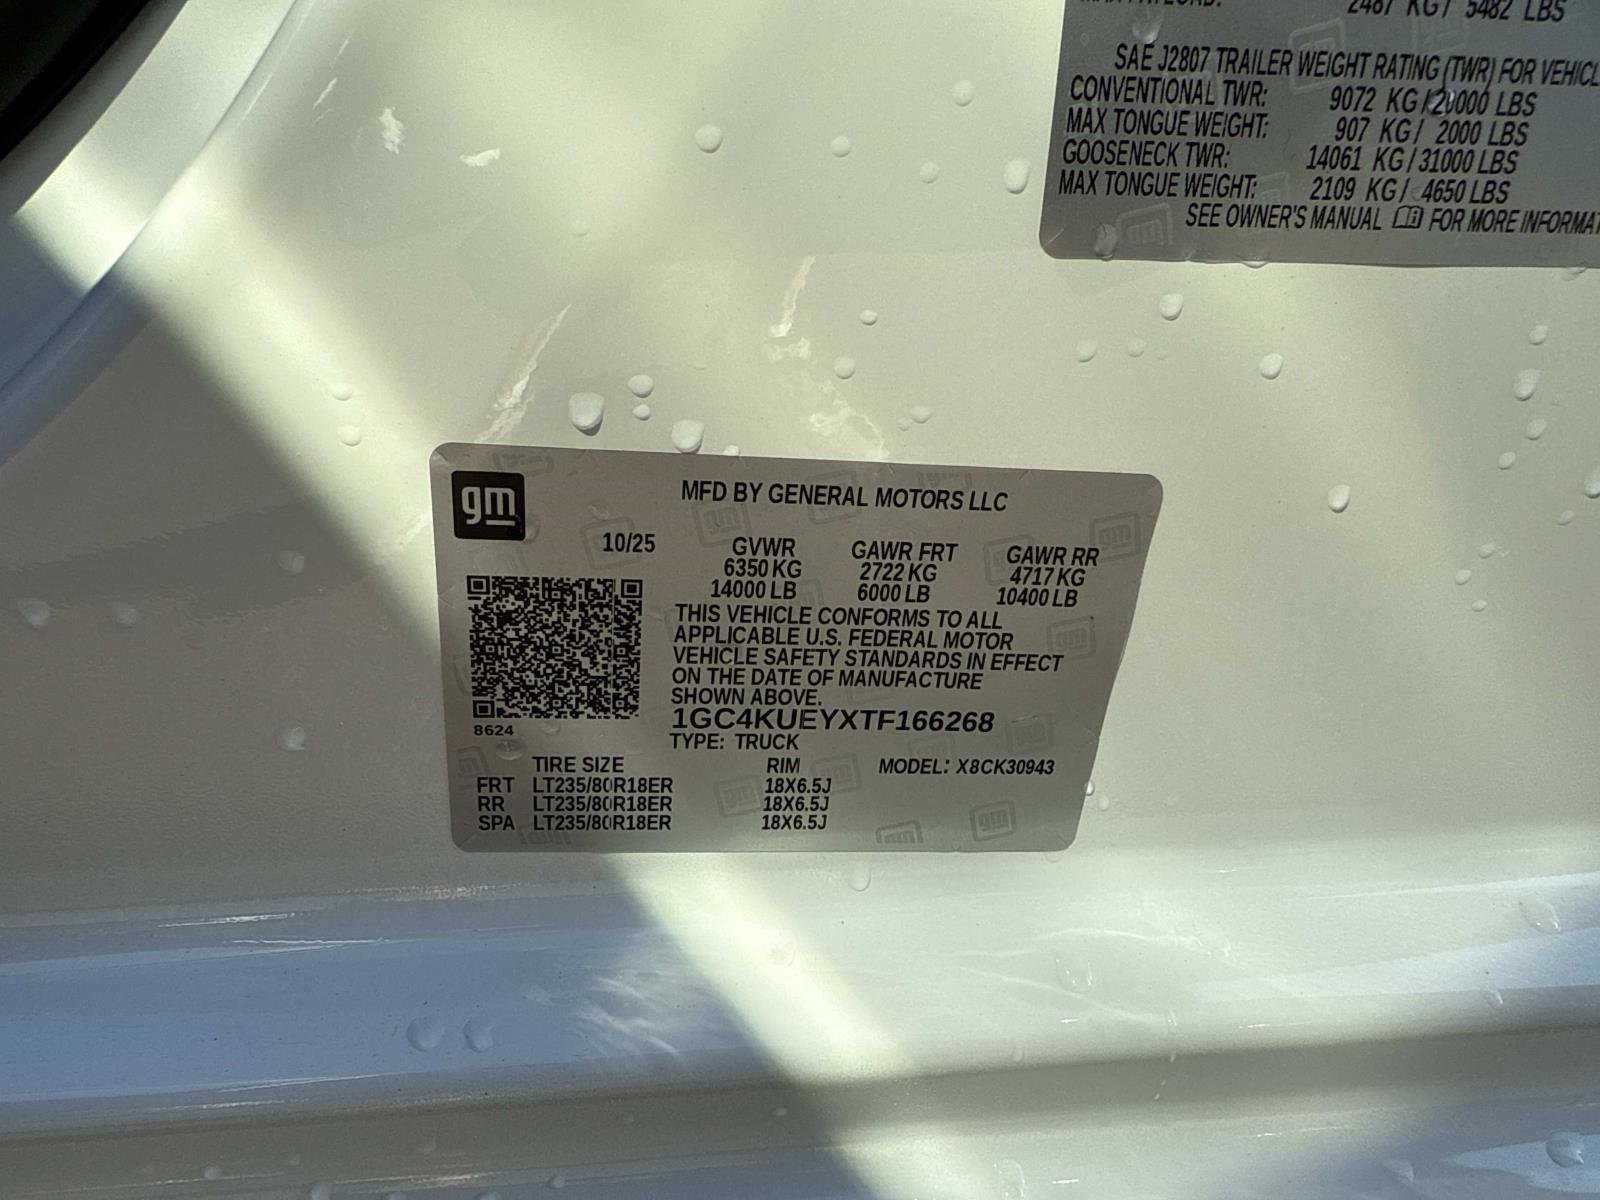 2487 KG/ 5482 LBS
SAE J2807 TRAILER WEIGHT RATING (TWR) FOR
CONVENTIONAL TWR: 9072 KG/20000 LBS
MAX TONGUE WEIGHT: 907 KG/ 2000 LBS
GOOSENECK TWR: 14061 KG/31000 LBS
MAX TONGUE WEIGHT: 2109 KG/ 4650 LBS
SEE OWNER'S MANUAL FOR MORE
gm
MFD BY GENERAL MOTORS LLC
10/25 GVWR GAWR FRT GAWR RR
6350 KG 2722 KG 4717 KG
14000 LB 6000 LB 10400 LB
THIS VEHICLE CONFORMS TO ALL
APPLICABLE U.S. FEDERAL MOTOR
VEHICLE SAFETY STANDARDS IN EFFECT
ON THE DATE OF MANUFACTURE
SHOWN ABOVE.
1GC4KUEYXTF166268
8624
TYPE: TRUCK
TIRE SIZE RIM MODEL: X8CK30943
FRT LT235/80R18ER 18X6.5J
RR LT235/80R18ER 18X6.5J
SPA LT235/80R18ER 18X6.5J